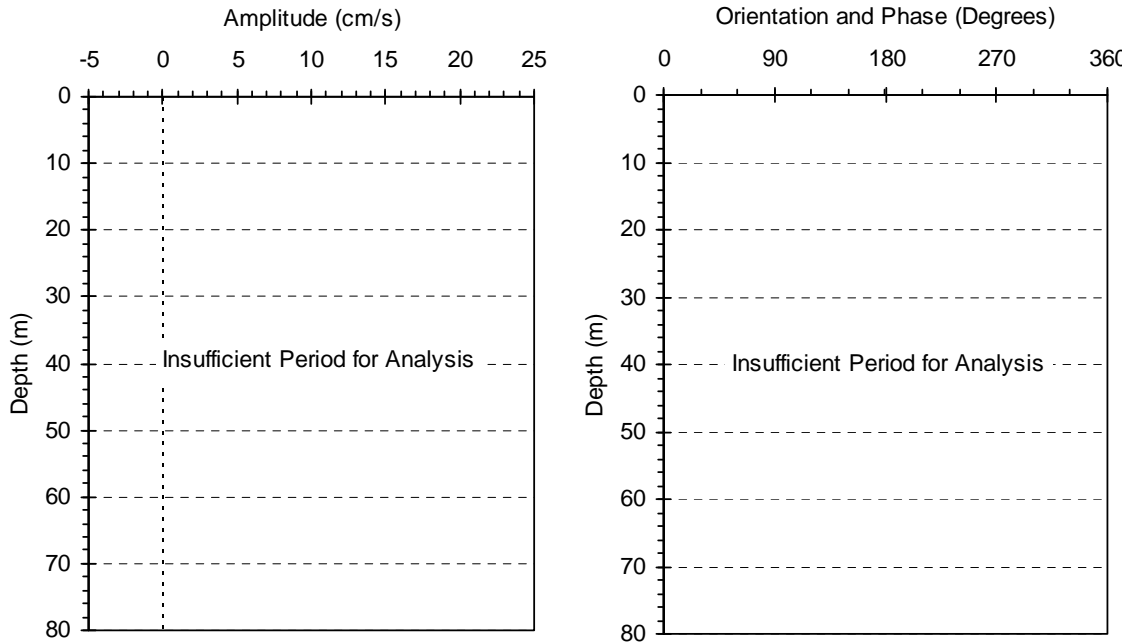 Amplitude (cm/s)
-5 0 5 10 15 20 25
0
10
20
30
40
50
60
70
80
Depth (m)
Insufficient Period for Analysis
Orientation and Phase (Degrees)
0 90 180 270 360
0
10
20
30
40
50
60
70
80
Depth (m)
Insufficient Period for Analysis